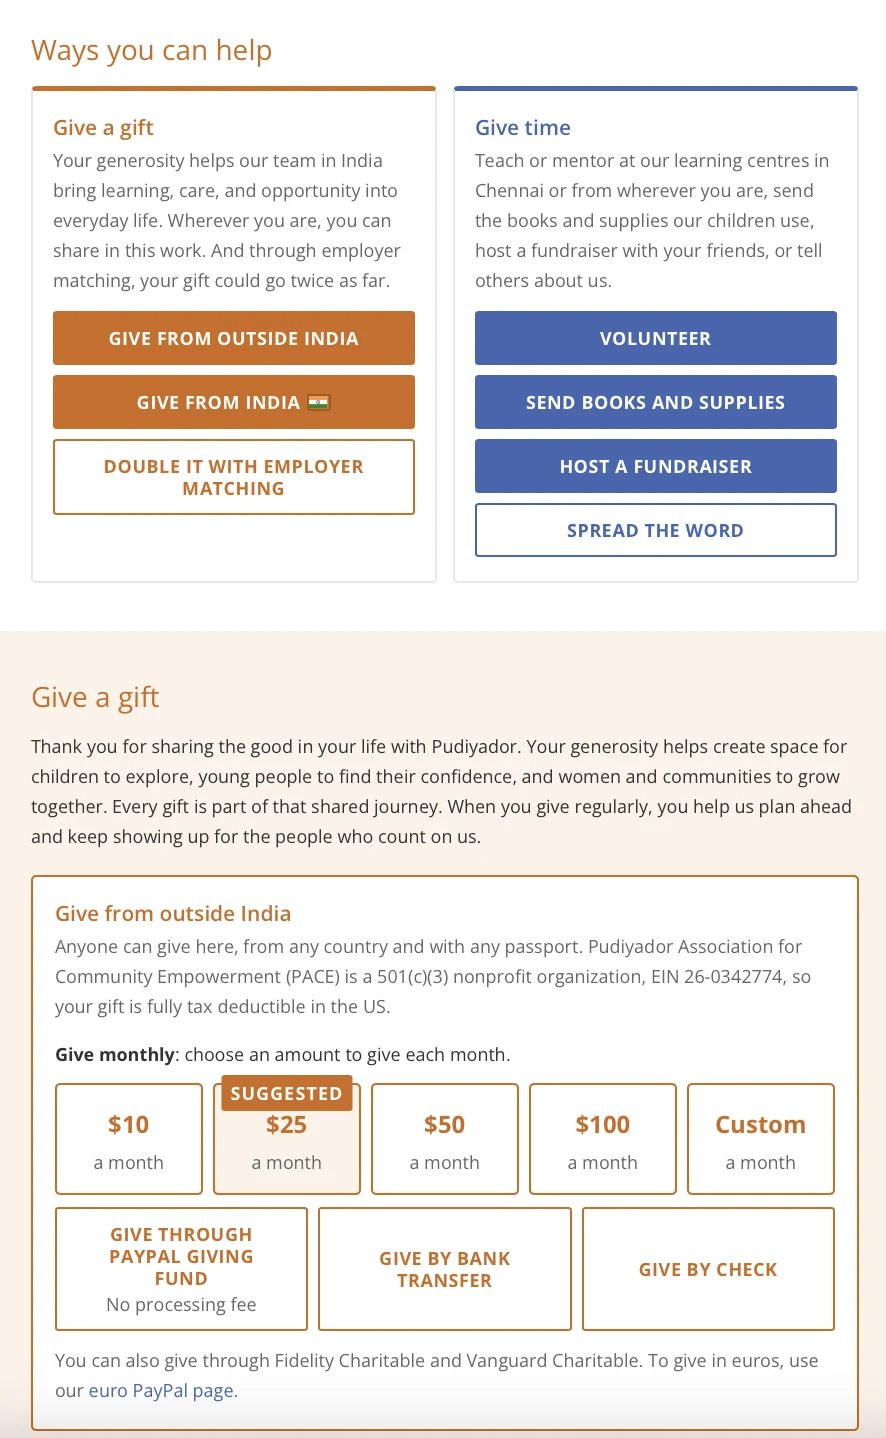 Ways you can help
Give a gift
Your generosity helps our team in India
bring learning, care, and opportunity into
everyday life. Wherever you are, you can
share in this work. And through employer
matching, your gift could go twice as far.
GIVE FROM OUTSIDE INDIA
GIVE FROM INDIA
DOUBLE IT WITH EMPLOYER
MATCHING
Give time
Teach or mentor at our learning centres in
Chennai or from wherever you are, send
the books and supplies our children use,
host a fundraiser with your friends, or tell
others about us.
VOLUNTEER
SEND BOOKS AND SUPPLIES
HOST A FUNDRAISER
SPREAD THE WORD
Give a gift
Thank you for sharing the good in your life with Pudiyador. Your generosity helps create space for
children to explore, young people to find their confidence, and women and communities to grow
together. Every gift is part of that shared journey. When you give regularly, you help us plan ahead
and keep showing up for the people who count on us.
Give from outside India
Anyone can give here, from any country and with any passport. Pudiyador Association for
Community Empowerment (PACE) is a 501(c)(3) nonprofit organization, EIN 26-0342774, so
your gift is fully tax deductible in the US.
Give monthly: choose an amount to give each month.
$10
a month
SUGGESTED
$25
a month
$50
a month
$100
a month
Custom
a month
GIVE THROUGH
PAYPAL GIVING
FUND
No processing fee
GIVE BY BANK
TRANSFER
GIVE BY CHECK
You can also give through Fidelity Charitable and Vanguard Charitable. To give in euros, use
our euro PayPal page.